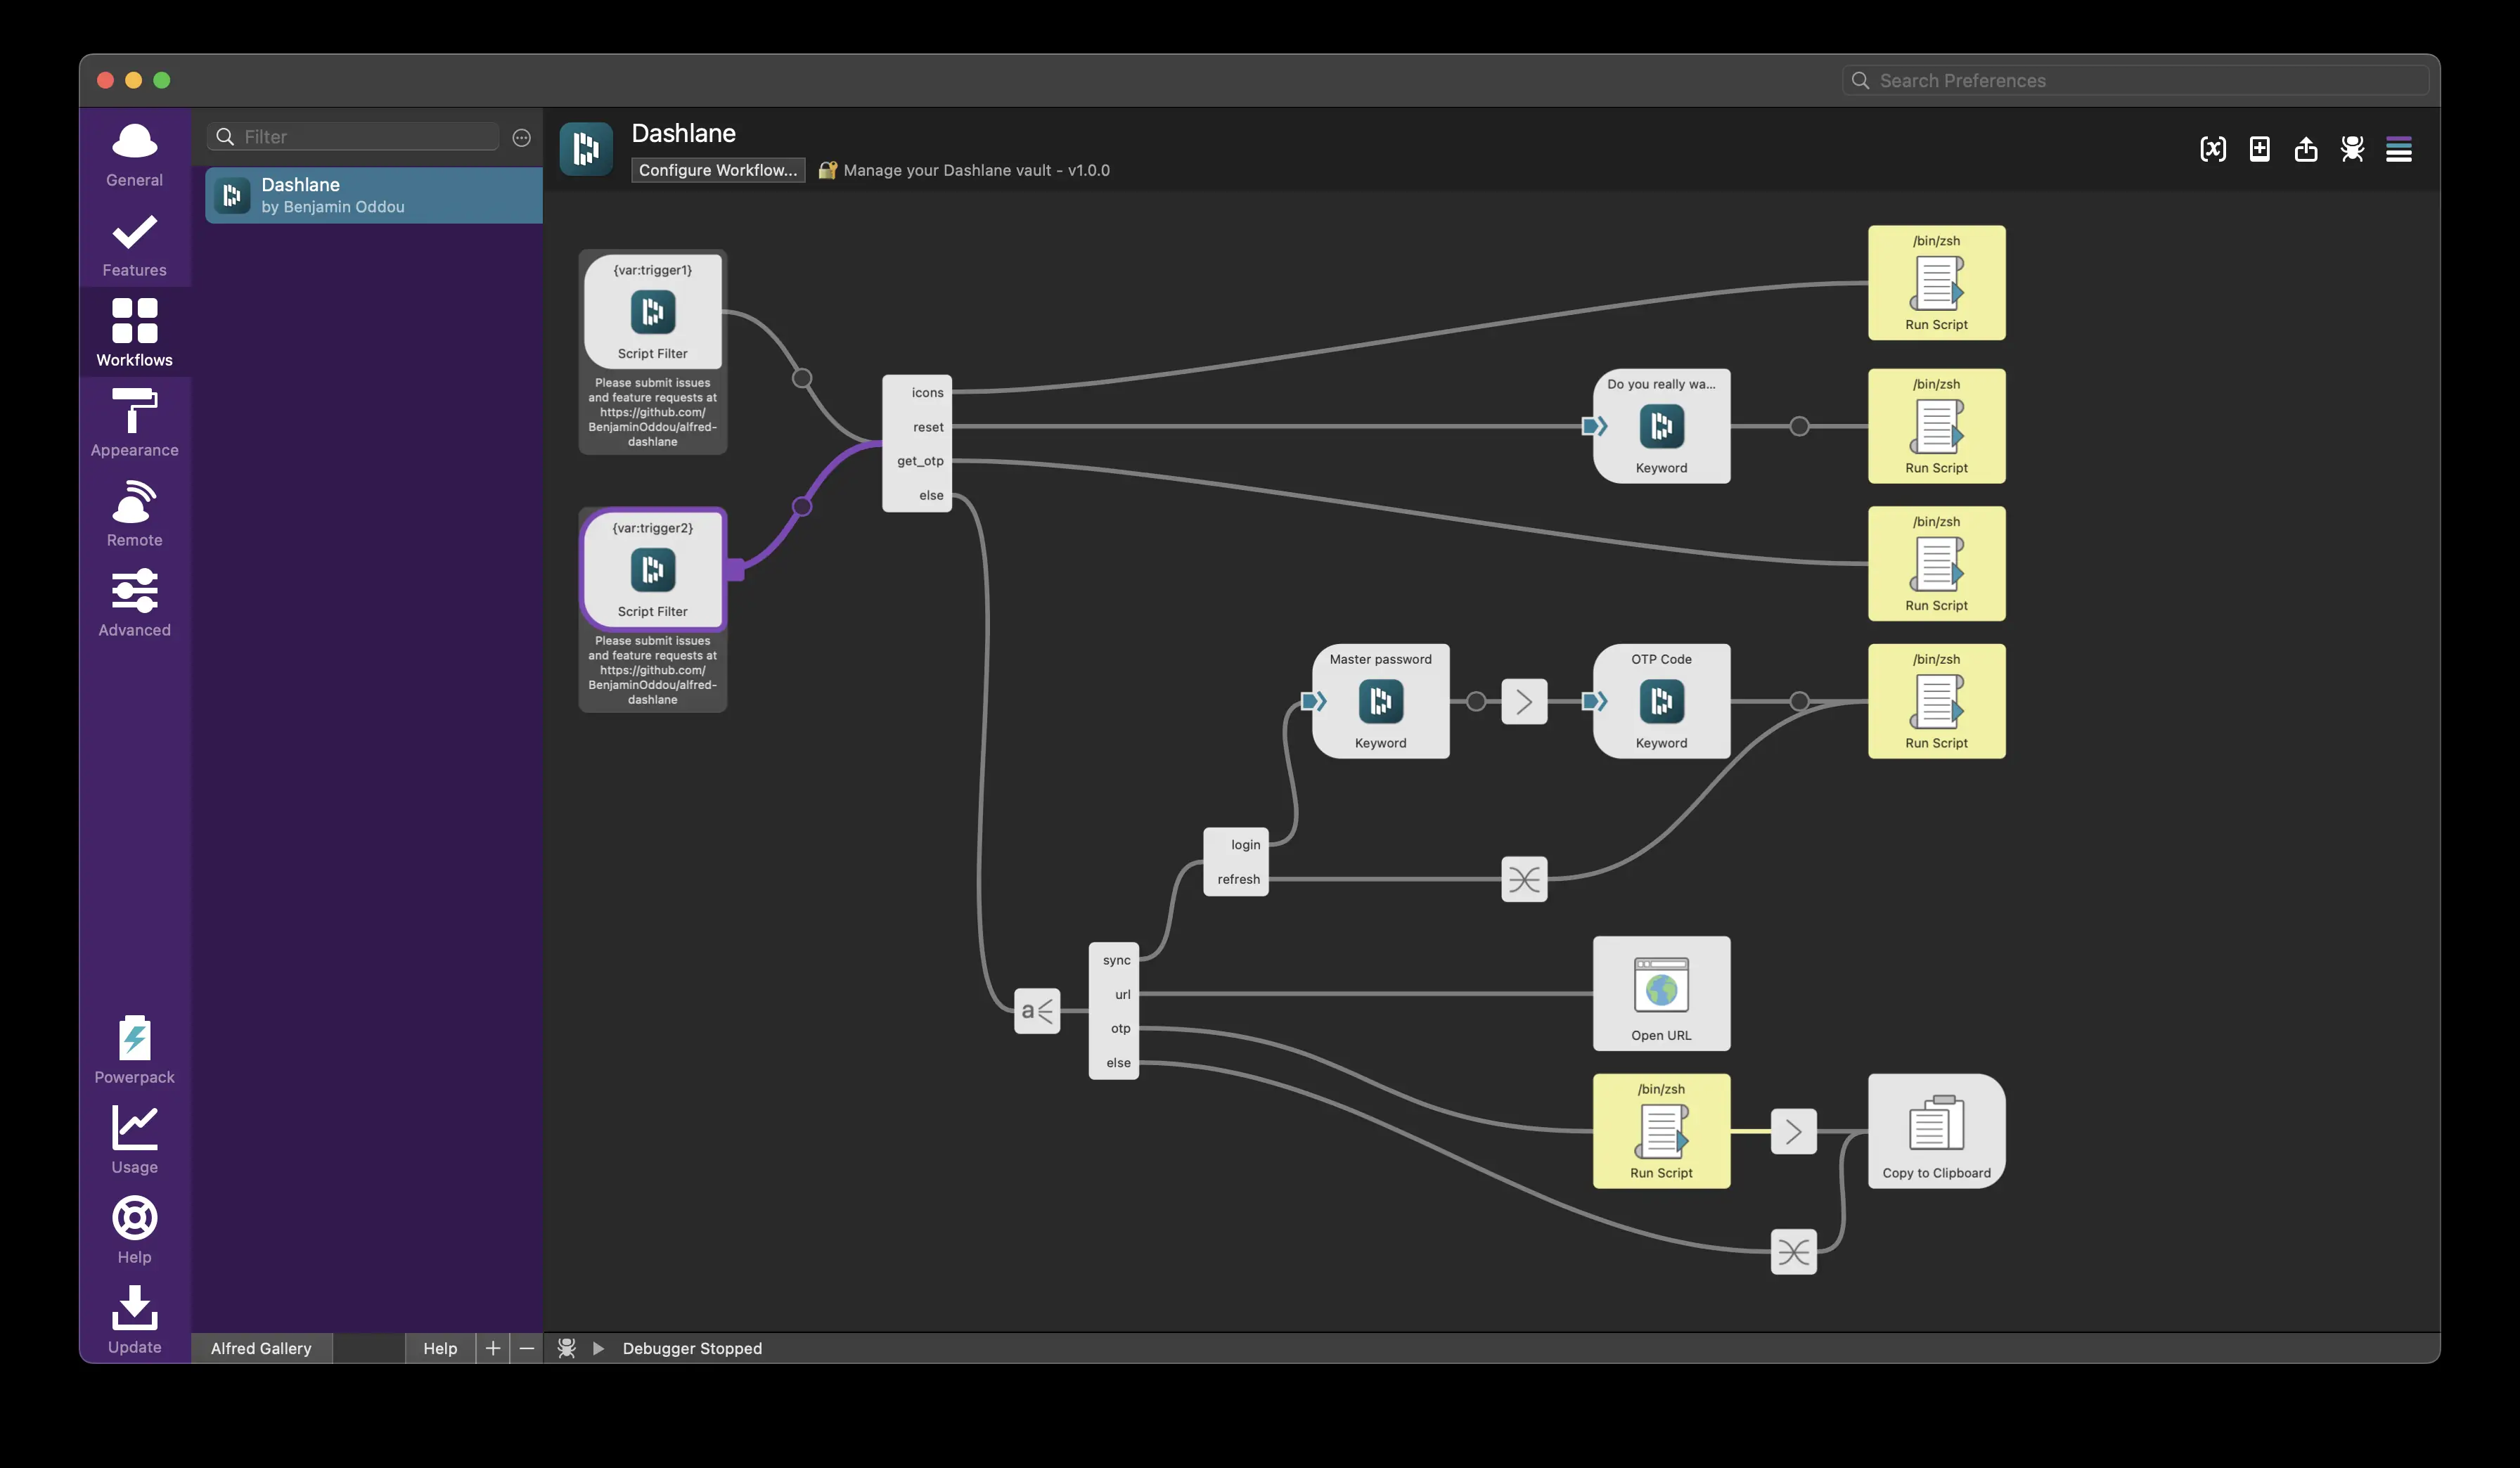 Search Preferences
General
Features
Workflows
Appearance
Remote
Advanced
Powerpack
Usage
Help
Update
Filter
Dashlane
by Benjamin Oddou
Alfred Gallery
Help
Dashlane
Configure Workflow...
Manage your Dashlane vault - v1.0.0
{var:trigger1}
Script Filter
Please submit issues
and feature requests at
https://github.com/
BenjaminOddou/alfred-
dashlane
{var:trigger2}
Script Filter
Please submit issues
and feature requests at
https://github.com/
BenjaminOddou/alfred-
dashlane
icons
reset
get_otp
else
/bin/zsh
Run Script
Do you really wa...
Keyword
/bin/zsh
Run Script
/bin/zsh
Run Script
Master password
Keyword
OTP Code
Keyword
/bin/zsh
Run Script
login
refresh
a
sync
url
otp
else
Open URL
/bin/zsh
Run Script
Copy to Clipboard
Debugger Stopped